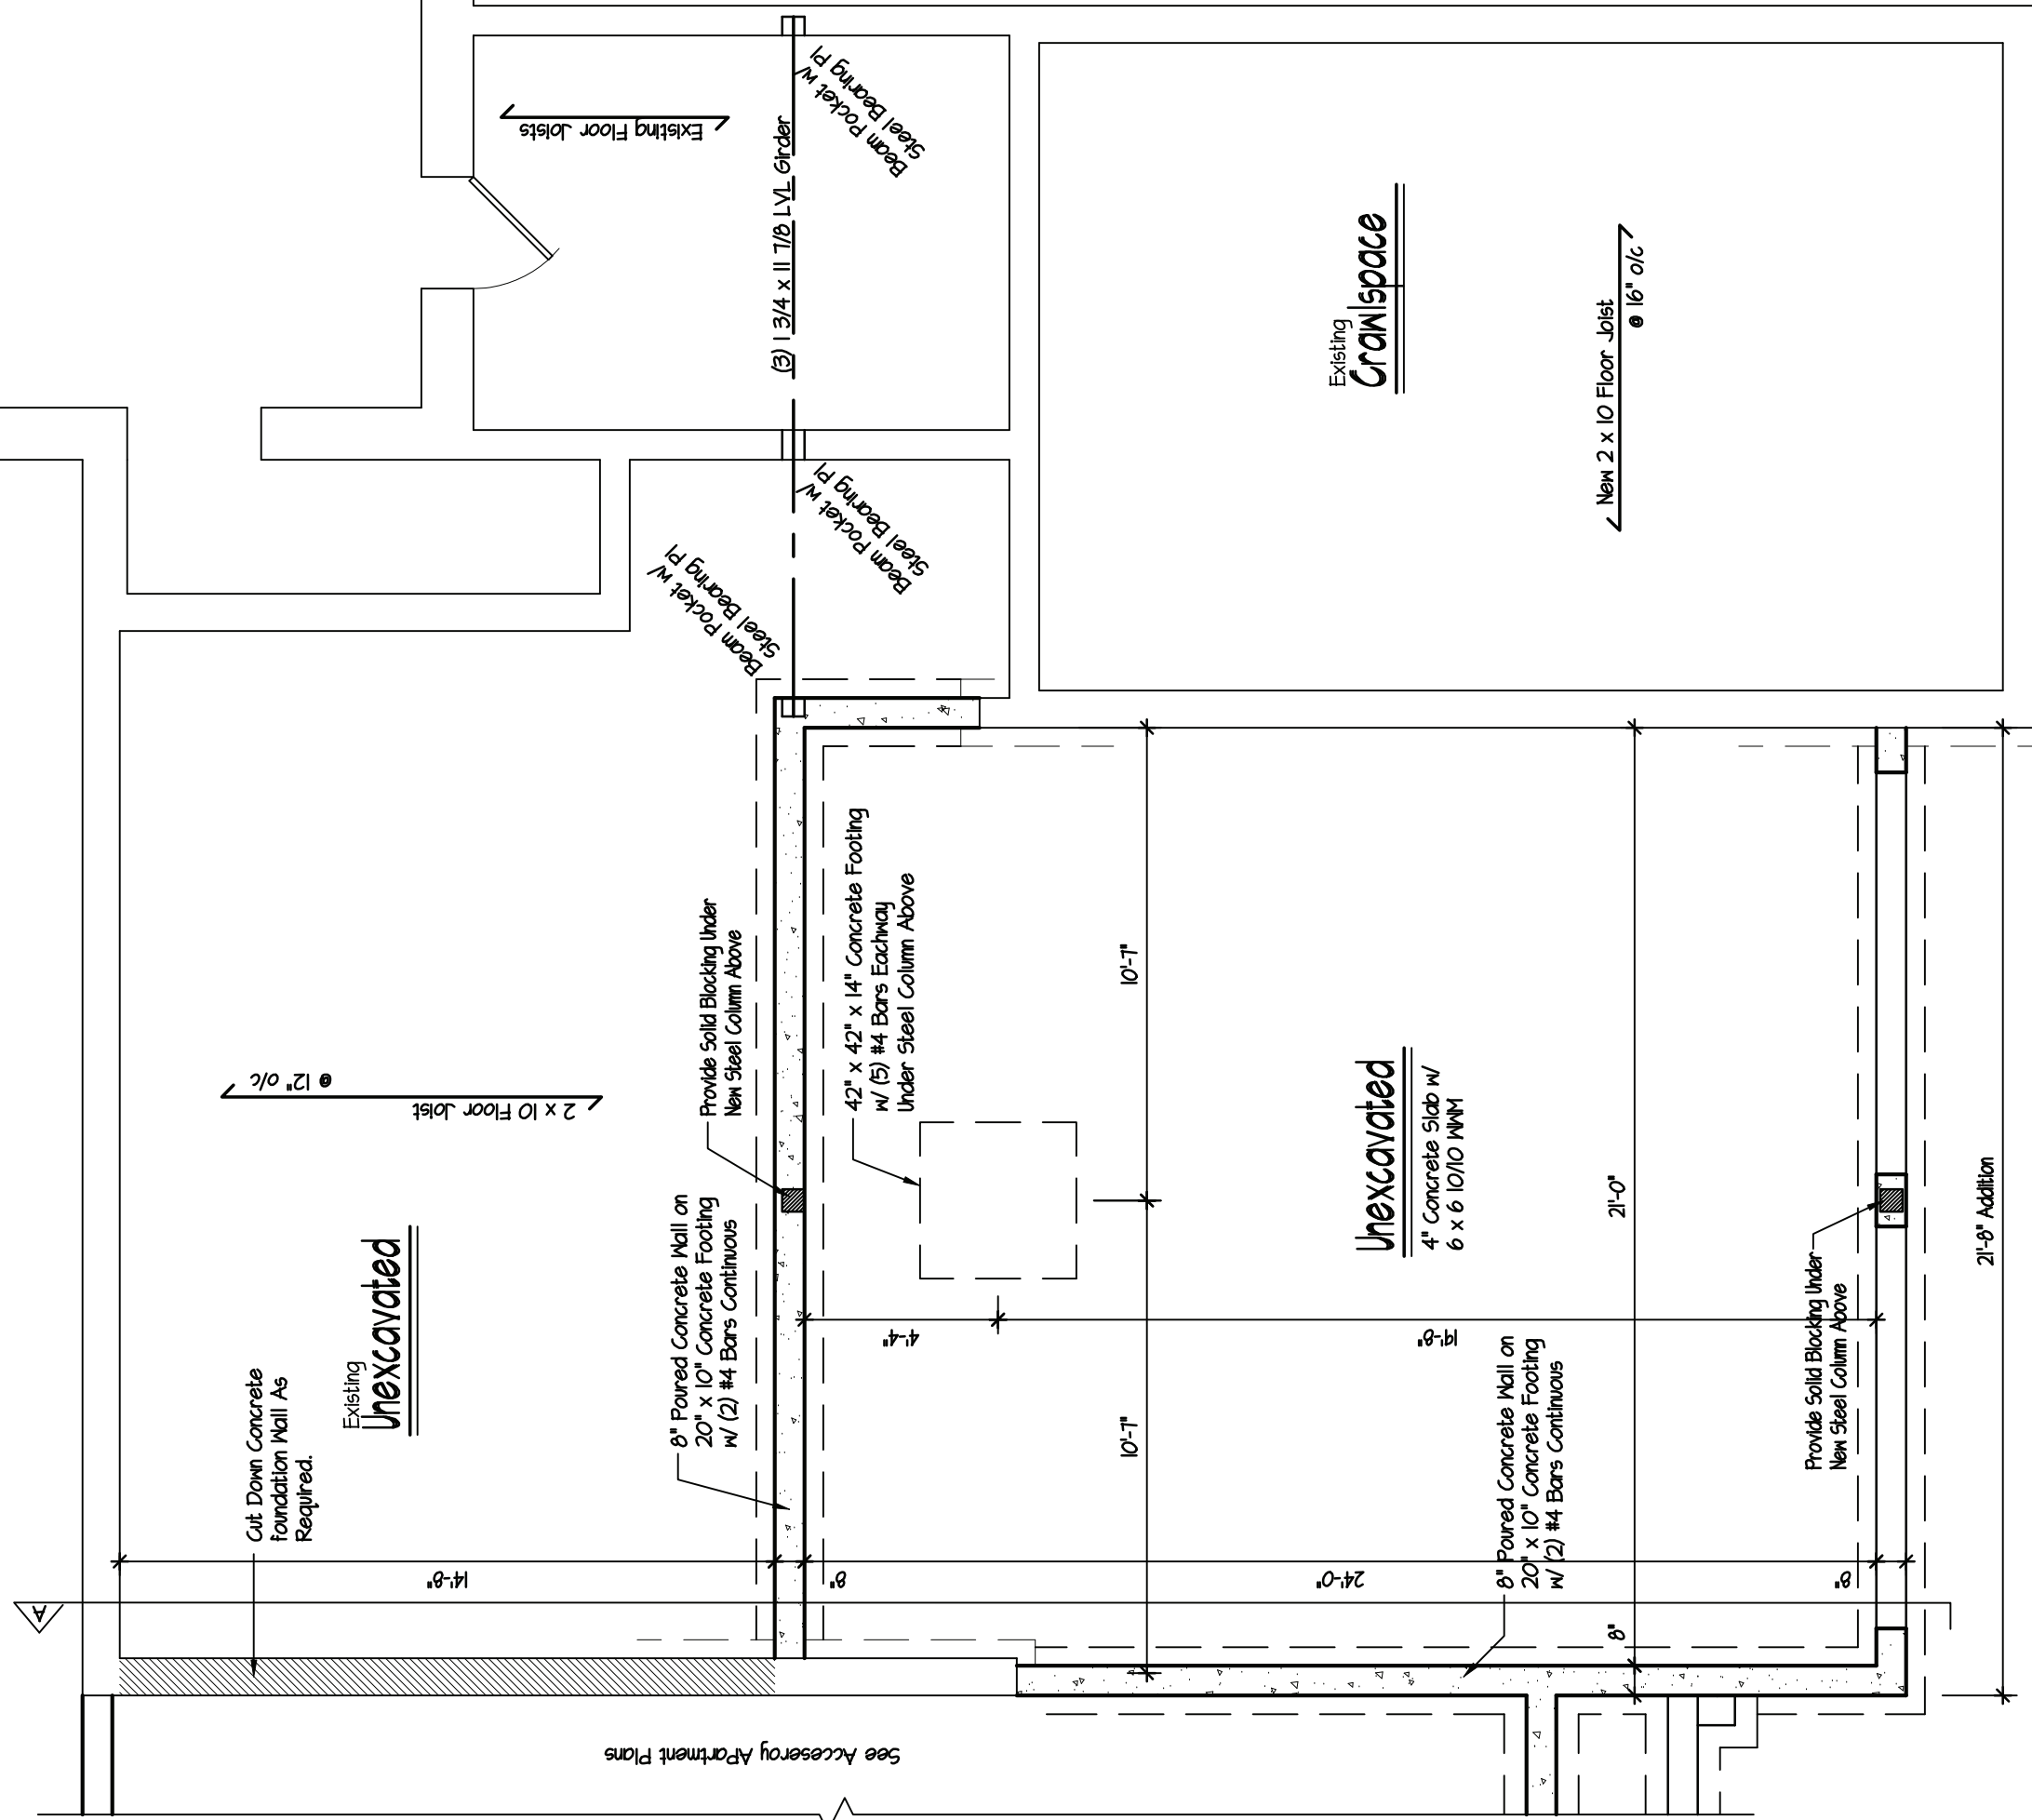 Existing Floor Joists
(3) 1 3/4 x 11 7/8 LVL Girder
Beam Pocket w/
Steel Bearing Pl
Beam Pocket w/
Steel Bearing Pl
Beam Pocket w/
Steel Bearing Pl
Existing
Crawlspace
New 2 x 10 Floor Joist
@ 16" o/c
2 x 10 Floor Joist
@ 12" o/c
Existing
Unexcavated
Cut Down Concrete
foundation Wall As
Required.
Provide Solid Blocking Under
New Steel Column Above
8" Poured Concrete Wall on
20" x 10" Concrete Footing
w/ (2) #4 Bars Continuous
42" x 42" x 14" Concrete Footing
w/ (5) #4 Bars Eachway
Under Steel Column Above
10'-7"
10'-7"
Unexcavated
4" Concrete Slab w/
6 x 6 10/10 WWM
21'-0"
8"
21'-8" Addition
4'-4"
19'-8"
14'-8"
8"
24'-0"
8"
8" Poured Concrete Wall on
20" x 10" Concrete Footing
w/ (2) #4 Bars Continuous
Provide Solid Blocking Under
New Steel Column Above
A
See Acceseroy APartment Plans